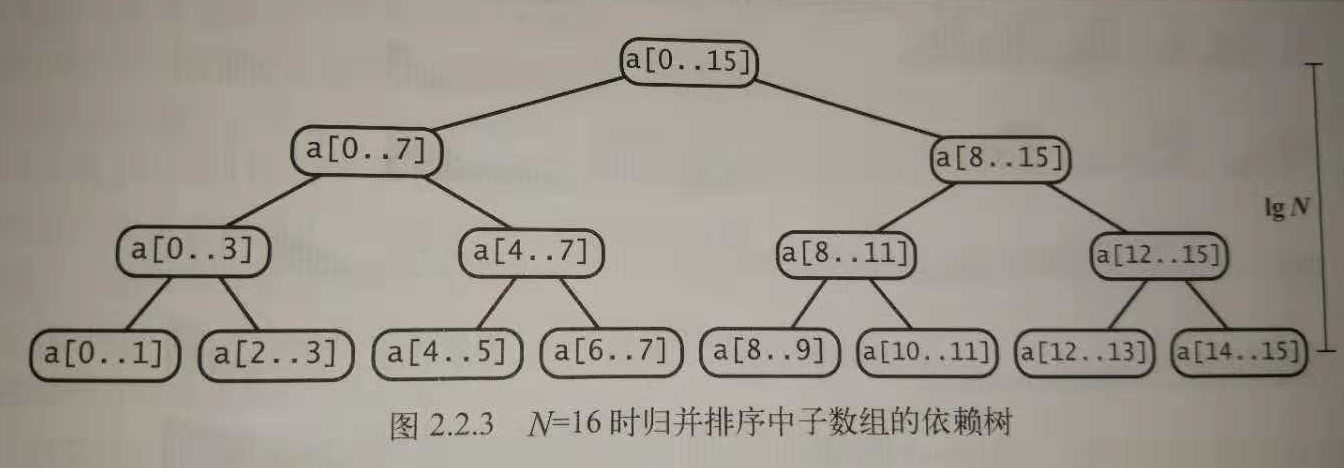 a[0..15]
a[0..7]
a[8..15]
lg N
a[0..3]
a[4..7]
a[8..11]
a[12..15]
a[0..1]
a[2..3]
a[4..5]
a[6..7]
a[8..9]
a[10..11]
a[12..13]
a[14..15]
图 2.2.3 N=16 时归并排序中子数组的依赖树